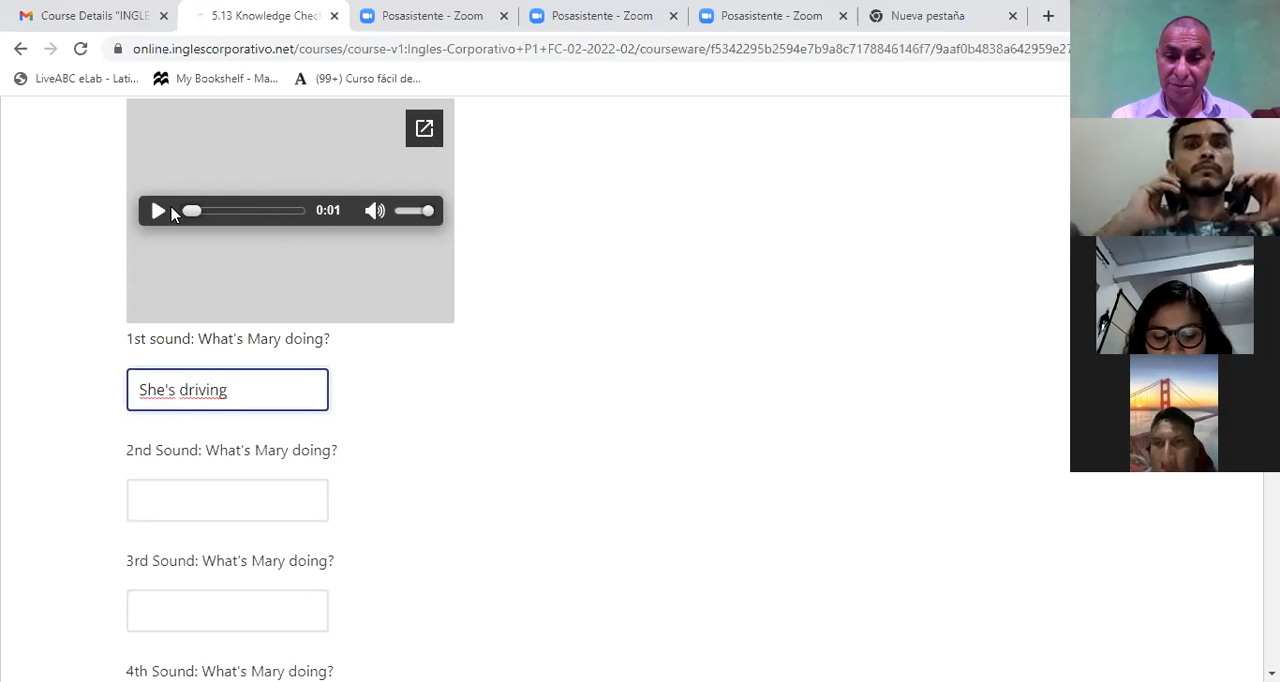 Course Details "INGLE
5.13 Knowledge Chec
Posasistente - Zoom
Posasistente - Zoom
Posasistente - Zoom
Nueva pestaña
online.inglescorporativo.net/courses/course-v1:Ingles-Corporativo+P1+FC-02-2022-02/courseware/f5342295b2594e7b9a8c7178846146f7/9aaf0b4838a642959e27
LiveABC eLab - Lati...
My Bookshelf - Ma...
(99+) Curso fácil de...
0:01
1st sound: What's Mary doing?
She's driving
2nd Sound: What's Mary doing?
3rd Sound: What's Mary doing?
4th Sound: What's Mary doing?